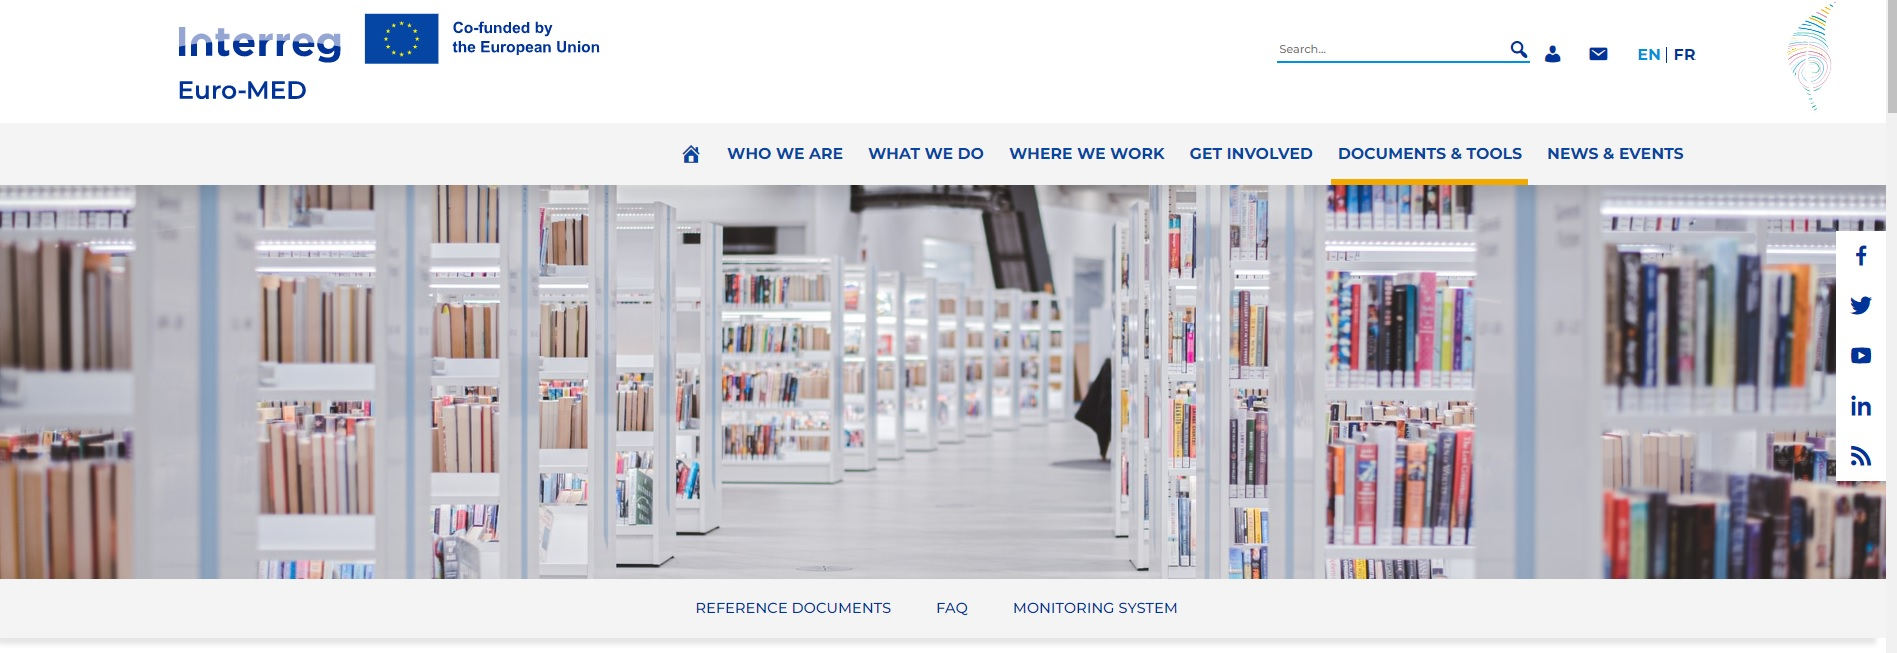 Interreg
Co-funded by
the European Union
Euro-MED
Search...
EN | FR
WHO WE ARE WHAT WE DO WHERE WE WORK GET INVOLVED DOCUMENTS & TOOLS NEWS & EVENTS
REFERENCE DOCUMENTS FAQ MONITORING SYSTEM